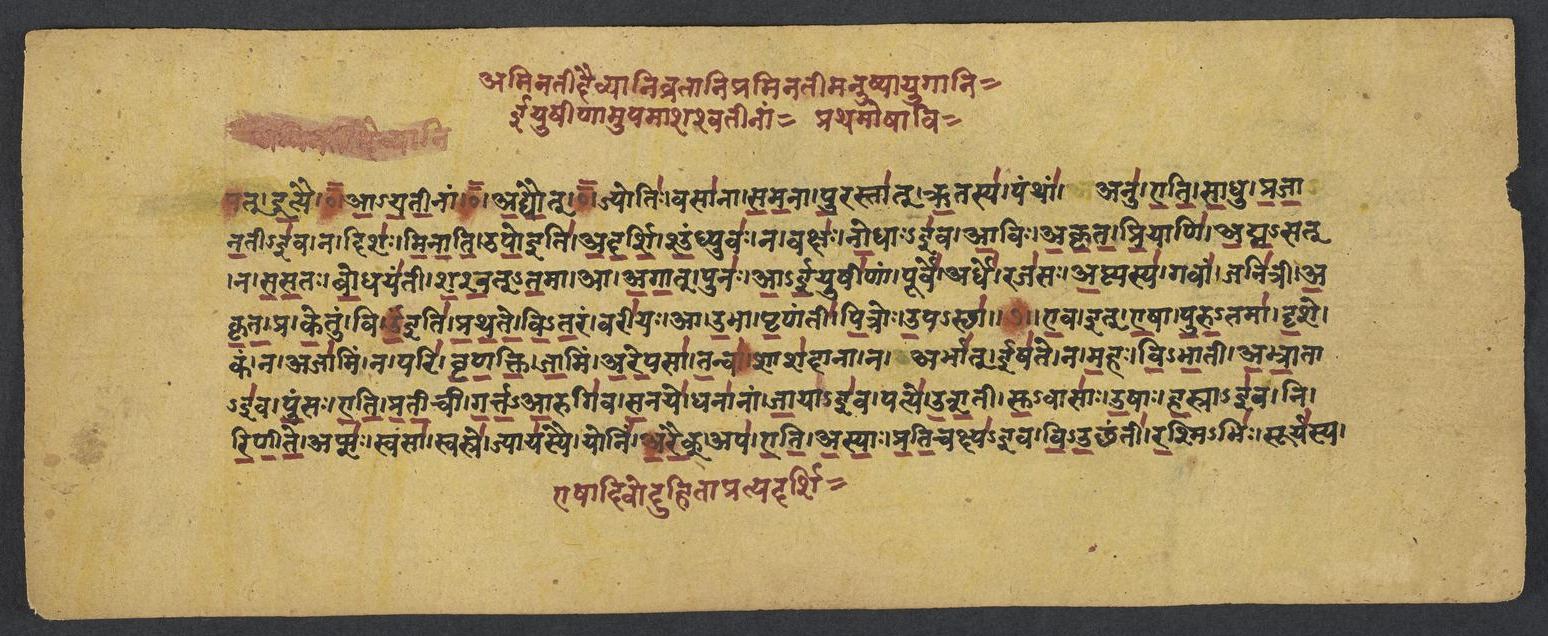 अमिनतीदैव्यानिव्रतानिप्रमिनतीमनुष्यायुगानि=
ईयुषीणामुपमाशश्वतीनां= प्रथमौषावि=
आऽयतीनां।०।अद्यौत्।०।ज्योतिः।वसाना।समना।पुरस्तात्।ऋतस्य।पंथां। अनु।एति।साधु।प्रजा
नतीऽइव।न।दिशः।मिनाति।उपोइति।अदर्शि।शुंध्युवः।न।वक्षः।नोधाःऽइव।आविः।अकृत।प्रियाणि।अद्मऽसत्
।न।ससतः।बोधयंती।शश्वत्ऽतमा।आ।अगात्।पुनः।आऽईयुषीणां।पूर्वे।अर्धे।रजसः।अप्त्यस्य।गवां।जनित्री।अ
कृत।प्र।केतुं।वि।ऊंइति।प्रथते।विऽतरं।वरीयः।आ।उभा।पृणंती।पित्रोः।उपऽस्था॥७॥एव।इत्।एषा।पुरुऽतमा।दृशे।
कं।न।अजामिं।न।परि।वृणक्ति।जामिं।अरेपसा।तन्वा।शाशदाना।न। अर्भात्।ईषते।न।महः।विऽभाती।अभ्राता
ऽइव।पुंसः।एति।प्रतीची।गर्त्तऽआरुगिव।सनये।धनानां।जायाऽइव।पत्ये।उशती।सुऽवासाः।उषाः।हस्राऽइव।नि।
रिणीते।अप्सः।स्वसा।स्वस्रे।ज्यायस्यै।योनिं।अरैक्।अप।एति।अस्याः।प्रतिचक्ष्यऽइव।विऽउच्छंती।रश्मिऽभिः।सूर्यस्य।
एषादिवोदुहिताप्रत्यदर्शि=